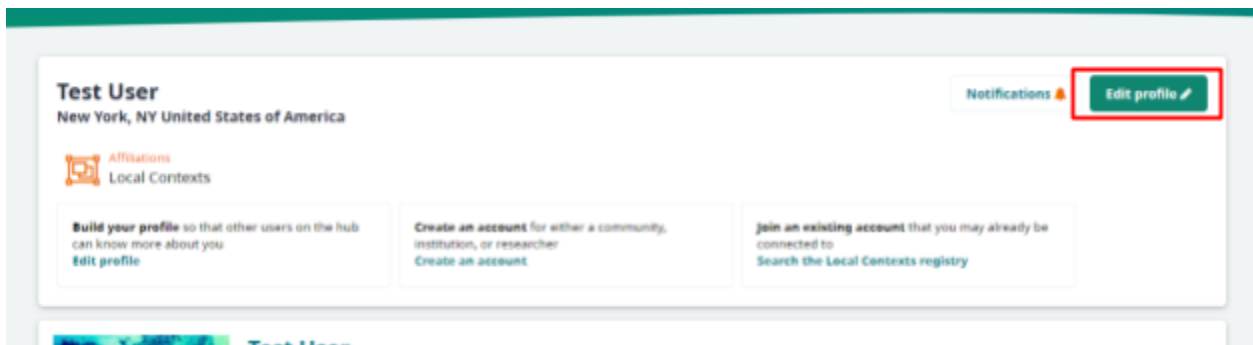 Test User
New York, NY United States of America
Notifications
Edit profile
Affiliations
Local Contexts
Build your profile so that other users on the hub
can know more about you
Edit profile
Create an account for either a community,
institution, or researcher
Create an account
Join an existing account that you may already be
connected to
Search the Local Contexts registry
Test User